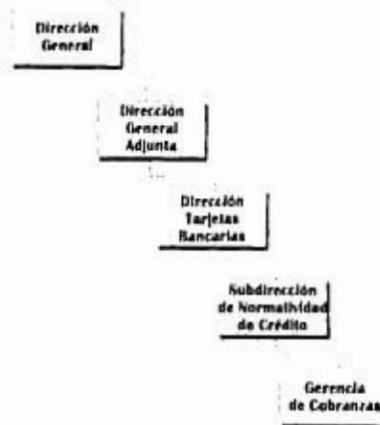 Dirección
General
Dirección
General
Adjunta
Dirección
Tarjetas
Bancarias
Subdirección
de Normatividad
de Crédito
Gerencia
de Cobranzas